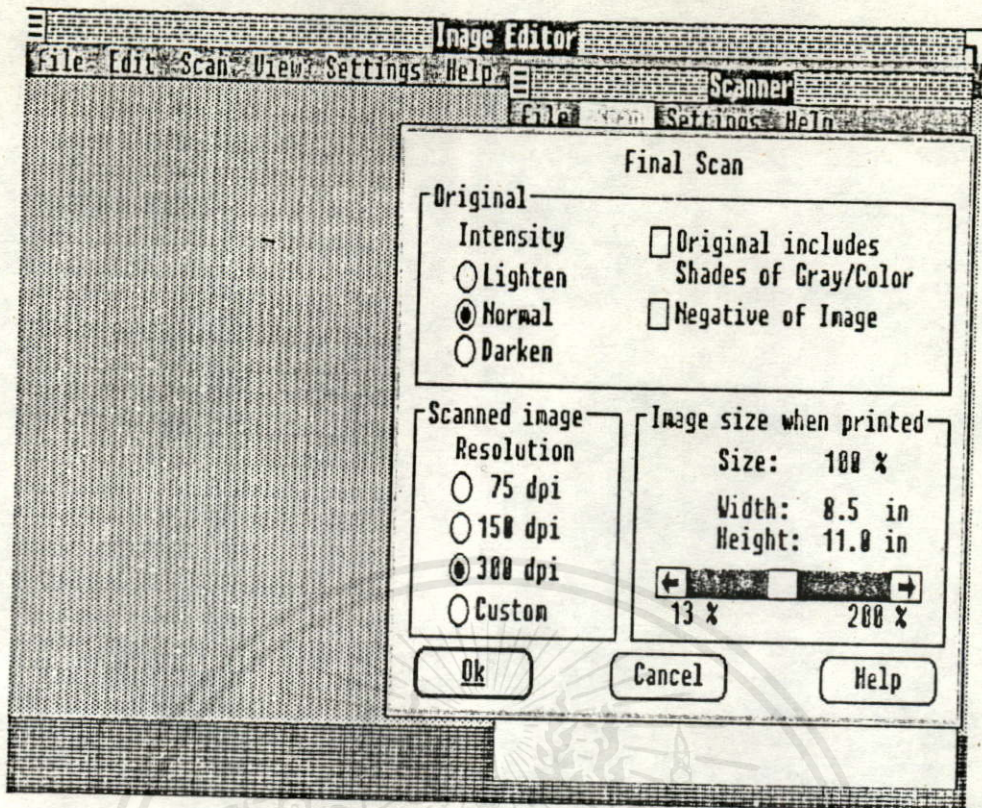 Image Editor
File Edit Scan View Settings Help
Scanner
File Scan Settings Help
Final Scan
Original
Intensity
Lighten
Normal
Darken
Original includes
Shades of Gray/Color
Negative of Image
Scanned image
Resolution
75 dpi
150 dpi
300 dpi
Custom
Image size when printed
Size: 100 %
Width: 8.5 in
Height: 11.0 in
13 % 200 %
Ok Cancel Help